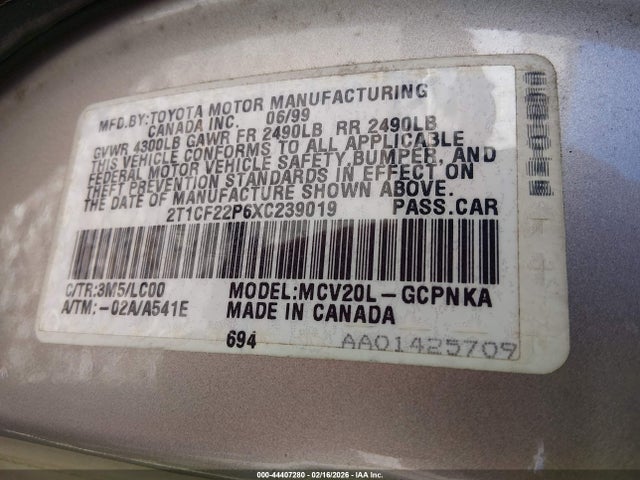 MFD.BY:TOYOTA MOTOR MANUFACTURING
CANADA INC. 06/99
GVWR 4300LB GAWR FR 2490LB RR 2490LB
THIS VEHICLE CONFORMS TO ALL APPLICABLE
FEDERAL MOTOR VEHICLE SAFETY,BUMPER, AND
THEFT PREVENTION STANDARDS IN EFFECT ON
THE DATE OF MANUFACTURE SHOWN ABOVE.
2T1CF22P6XC239019 PASS.CAR
C/TR:3M5/LC00 MODEL:MCV20L-GCPNKA
A/TM:-02A/A541E MADE IN CANADA
694 AA01425709
000-44407280 - 02/16/2026 - IAA Inc.